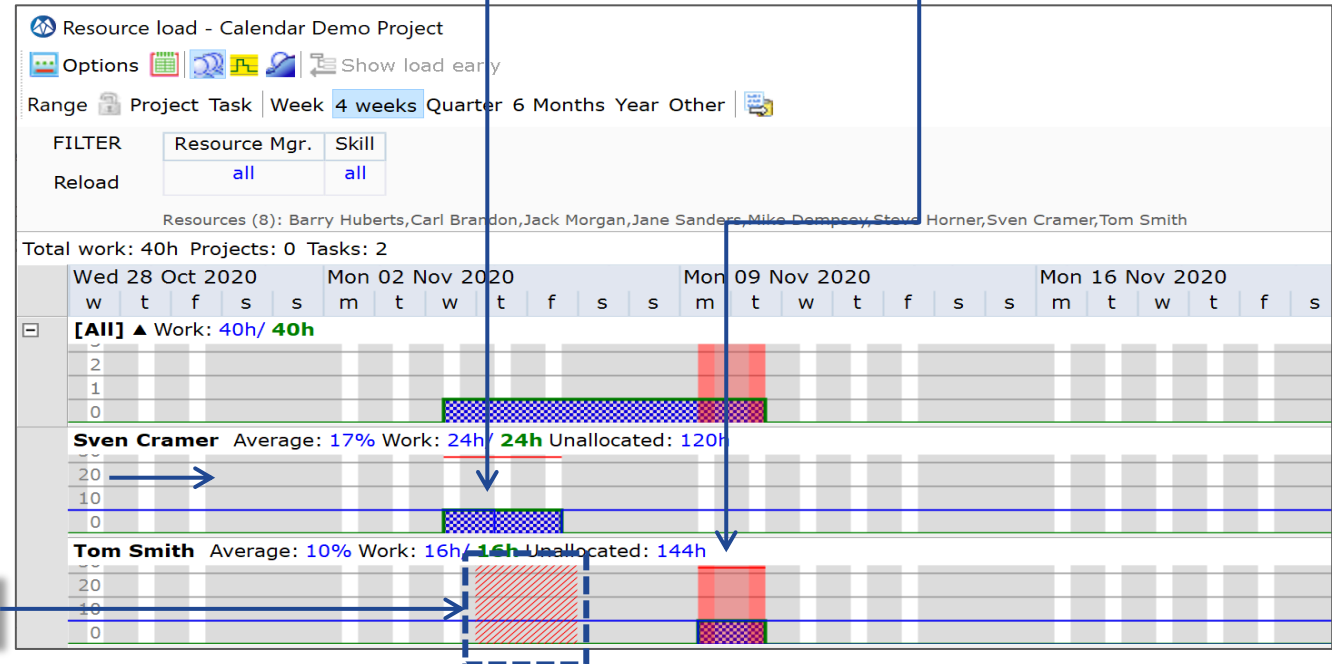 Resource load - Calendar Demo Project
Options Show load early
Range Project Task Week 4 weeks Quarter 6 Months Year Other
FILTER Resource Mgr. Skill
Reload all all
Resources (8): Barry Huberts,Carl Brandon,Jack Morgan,Jane Sanders,Mike Dempsey,Steve Horner,Sven Cramer,Tom Smith
Total work: 40h Projects: 0 Tasks: 2
Wed 28 Oct 2020 Mon 02 Nov 2020 Mon 09 Nov 2020 Mon 16 Nov 2020
w t f s s m t w t f s s m t w t f s s m t w t f s
[All] ▲ Work: 40h/ 40h
2
1
0
Sven Cramer Average: 17% Work: 24h/ 24h Unallocated: 120h
20
10
0
Tom Smith Average: 10% Work: 16h/ 16h Unallocated: 144h
20
10
0